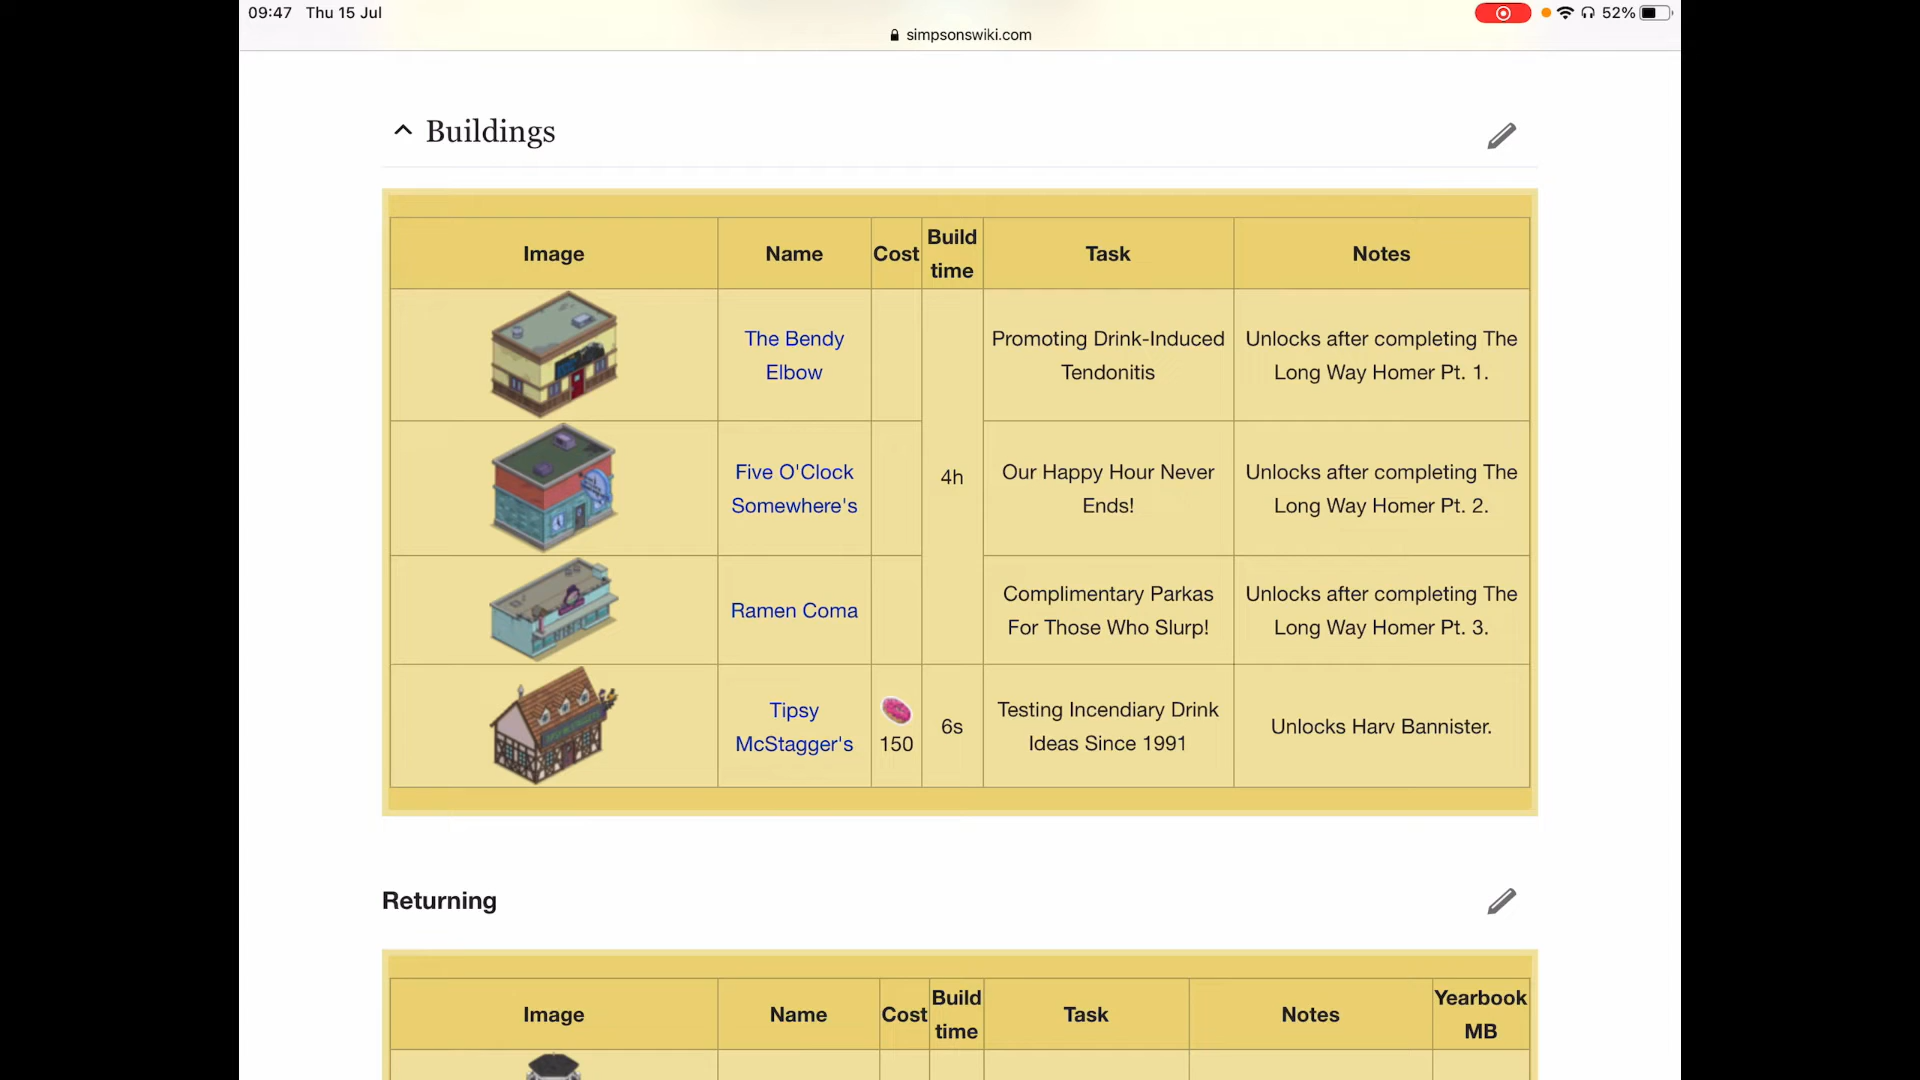 09:47 Thu 15 Jul
52%
simpsonswiki.com
Buildings
Image
Name
Cost
Build
time
Task
Notes
The Bendy
Elbow
4h
Promoting Drink-Induced
Tendonitis
Unlocks after completing The
Long Way Homer Pt. 1.
Five O'Clock
Somewhere's
Our Happy Hour Never
Ends!
Unlocks after completing The
Long Way Homer Pt. 2.
Ramen Coma
Complimentary Parkas
For Those Who Slurp!
Unlocks after completing The
Long Way Homer Pt. 3.
Tipsy
McStagger's
150
6s
Testing Incendiary Drink
Ideas Since 1991
Unlocks Harv Bannister.
Returning
Image
Name
Cost
Build
time
Task
Notes
Yearbook
MB